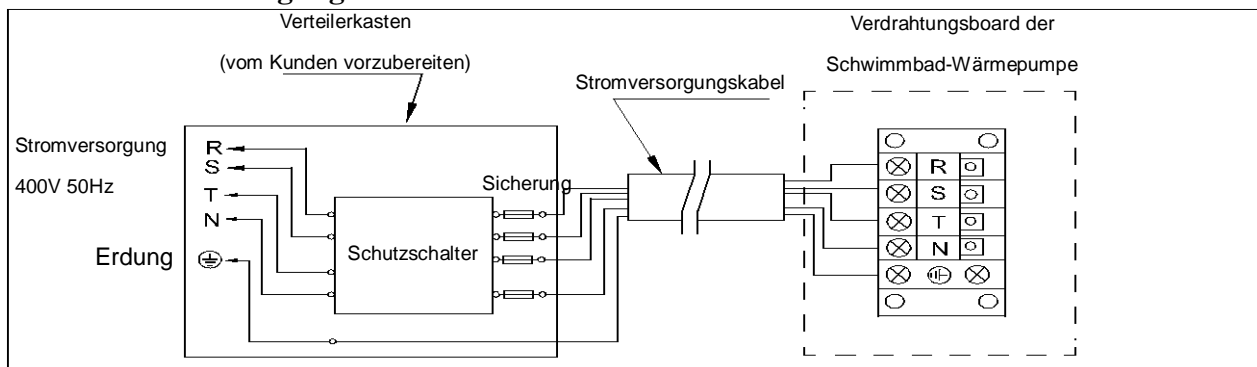 Verteilerkasten
(vom Kunden vorzubereiten)
Verdrahtungsboard der
Schwimmbad-Wärmepumpe
Stromversorgungskabel
Stromversorgung
400V 50Hz
R
S
T
N
Erdung
Sicherung
Schutzschalter
R
S
T
N